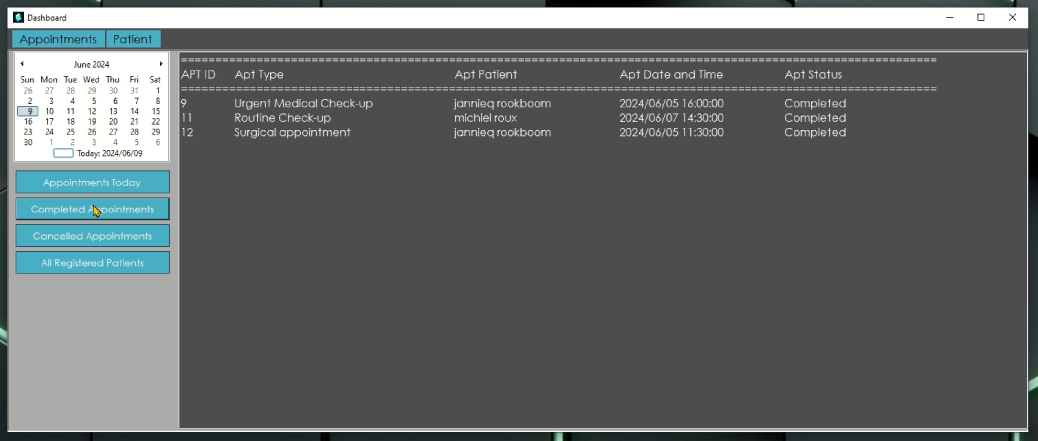 Dashboard
Appointments Patient
June 2024
Sun Mon Tue Wed Thu Fri Sat
26 27 28 29 30 31 1
2 3 4 5 6 7 8
9 10 11 12 13 14 15
16 17 18 19 20 21 22
23 24 25 26 27 28 29
30 1 2 3 4 5 6
Today: 2024/06/09
Appointments Today
Completed Appointments
Cancelled Appointments
All Registered Patients
APT ID Apt Type Apt Patient Apt Date and Time Apt Status
9 Urgent Medical Check-up jannieq rookboom 2024/06/05 16:00:00 Completed
11 Routine Check-up michiel roux 2024/06/07 14:30:00 Completed
12 Surgical appointment jannieq rookboom 2024/06/05 11:30:00 Completed